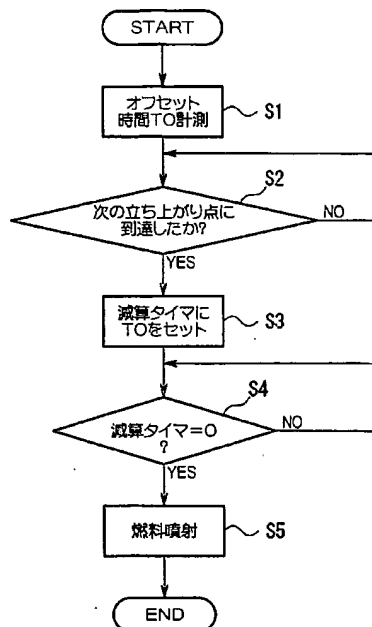 START
オフセット
時間TO計測
S1
S2
次の立ち上がり点に
到達したか?
NO
YES
減算タイマに
TOをセット
S3
S4
減算タイマ=0
?
NO
YES
燃料噴射
S5
END